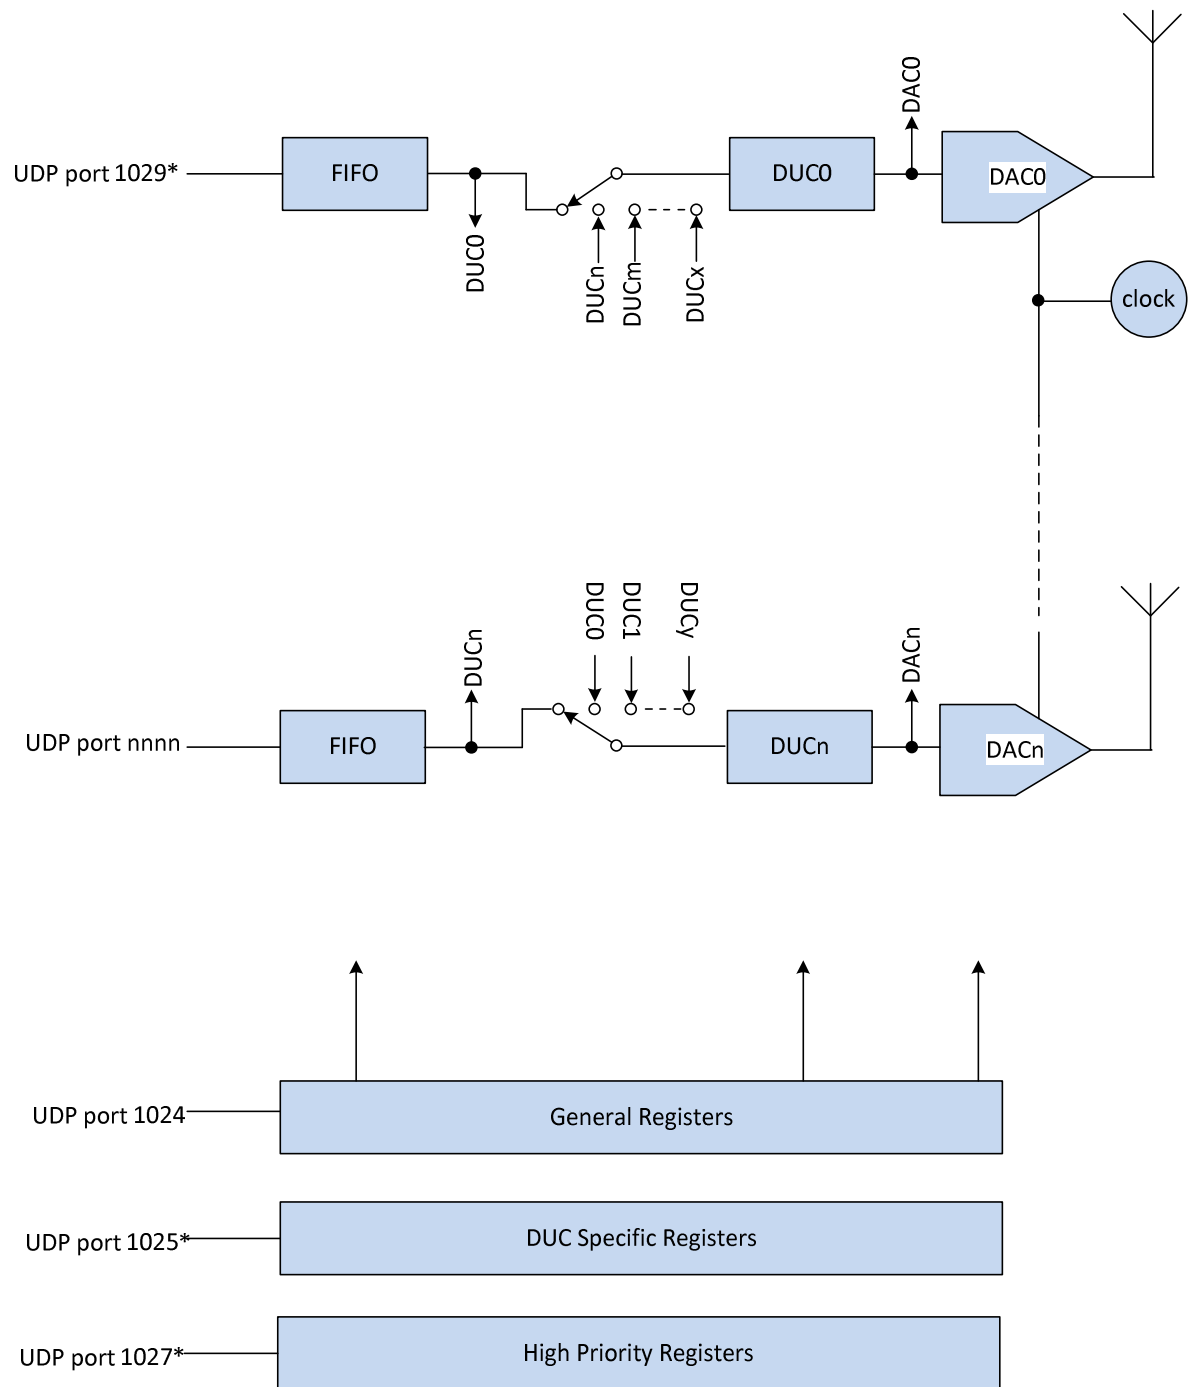 DAC0
UDP port 1029*
FIFO
DUC0
DAC0
DUC0
DUCn
DUCm
DUCx
clock
DUC0
DUC1
DUCy
DUCn
DACn
UDP port nnnn
FIFO
DUCn
DACn
UDP port 1024
General Registers
UDP port 1025*
DUC Specific Registers
UDP port 1027*
High Priority Registers